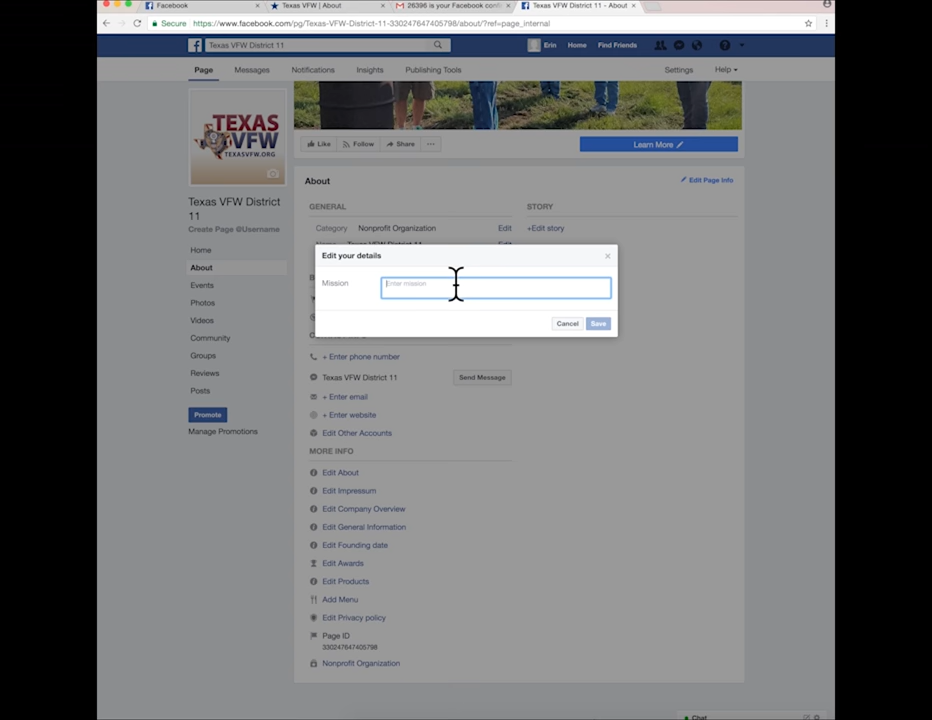 Facebook
Texas VFW | About
26396 is your Facebook conf
Texas VFW District 11 - About
Secure
https://www.facebook.com/pg/Texas-VFW-District-11-330247647405798/about/?ref=page_internal
Texas VFW District 11
Erin
Home
Find Friends
Page
Messages
Notifications
Insights
Publishing Tools
Settings
Help
TEXAS
VFW
TEXASVFW.ORG
Like
Follow
Share
Learn More
Texas VFW District
11
Create Page @Username
Home
About
Events
Photos
Videos
Community
Groups
Reviews
Posts
Promote
Manage Promotions
About
Edit Page Info
GENERAL
STORY
Category
Nonprofit Organization
Edit
+Edit story
Edit your details
Mission
Enter mission
Cancel
Save
+ Enter phone number
Texas VFW District 11
Send Message
+ Enter email
+ Enter website
Edit Other Accounts
MORE INFO
Edit About
Edit Impressum
Edit Company Overview
Edit General Information
Edit Founding date
Edit Awards
Edit Products
Add Menu
Edit Privacy policy
Page ID
330247647405798
Nonprofit Organization
Chat